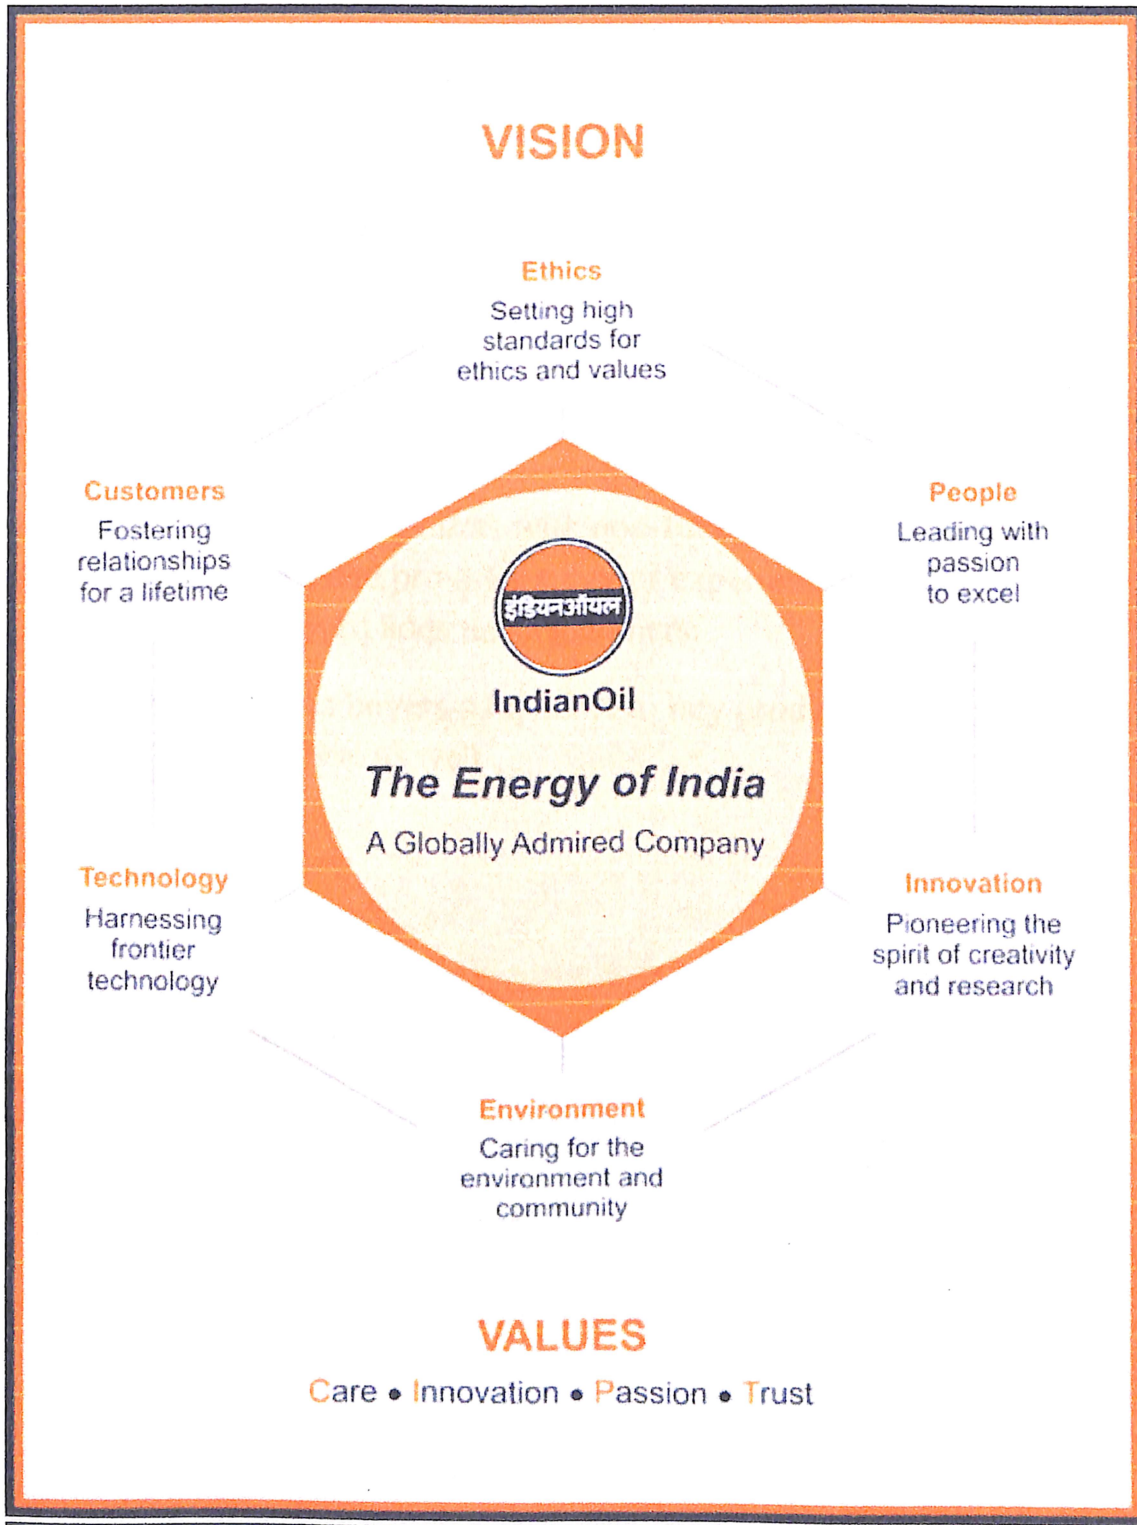 VISION
Ethics
Setting high
standards for
ethics and values
Customers
Fostering
relationships
for a lifetime
People
Leading with
passion
to excel
इंडियनऑयल
IndianOil
The Energy of India
A Globally Admired Company
Technology
Harnessing
frontier
technology
Innovation
Pioneering the
spirit of creativity
and research
Environment
Caring for the
environment and
community
VALUES
Care • Innovation • Passion • Trust